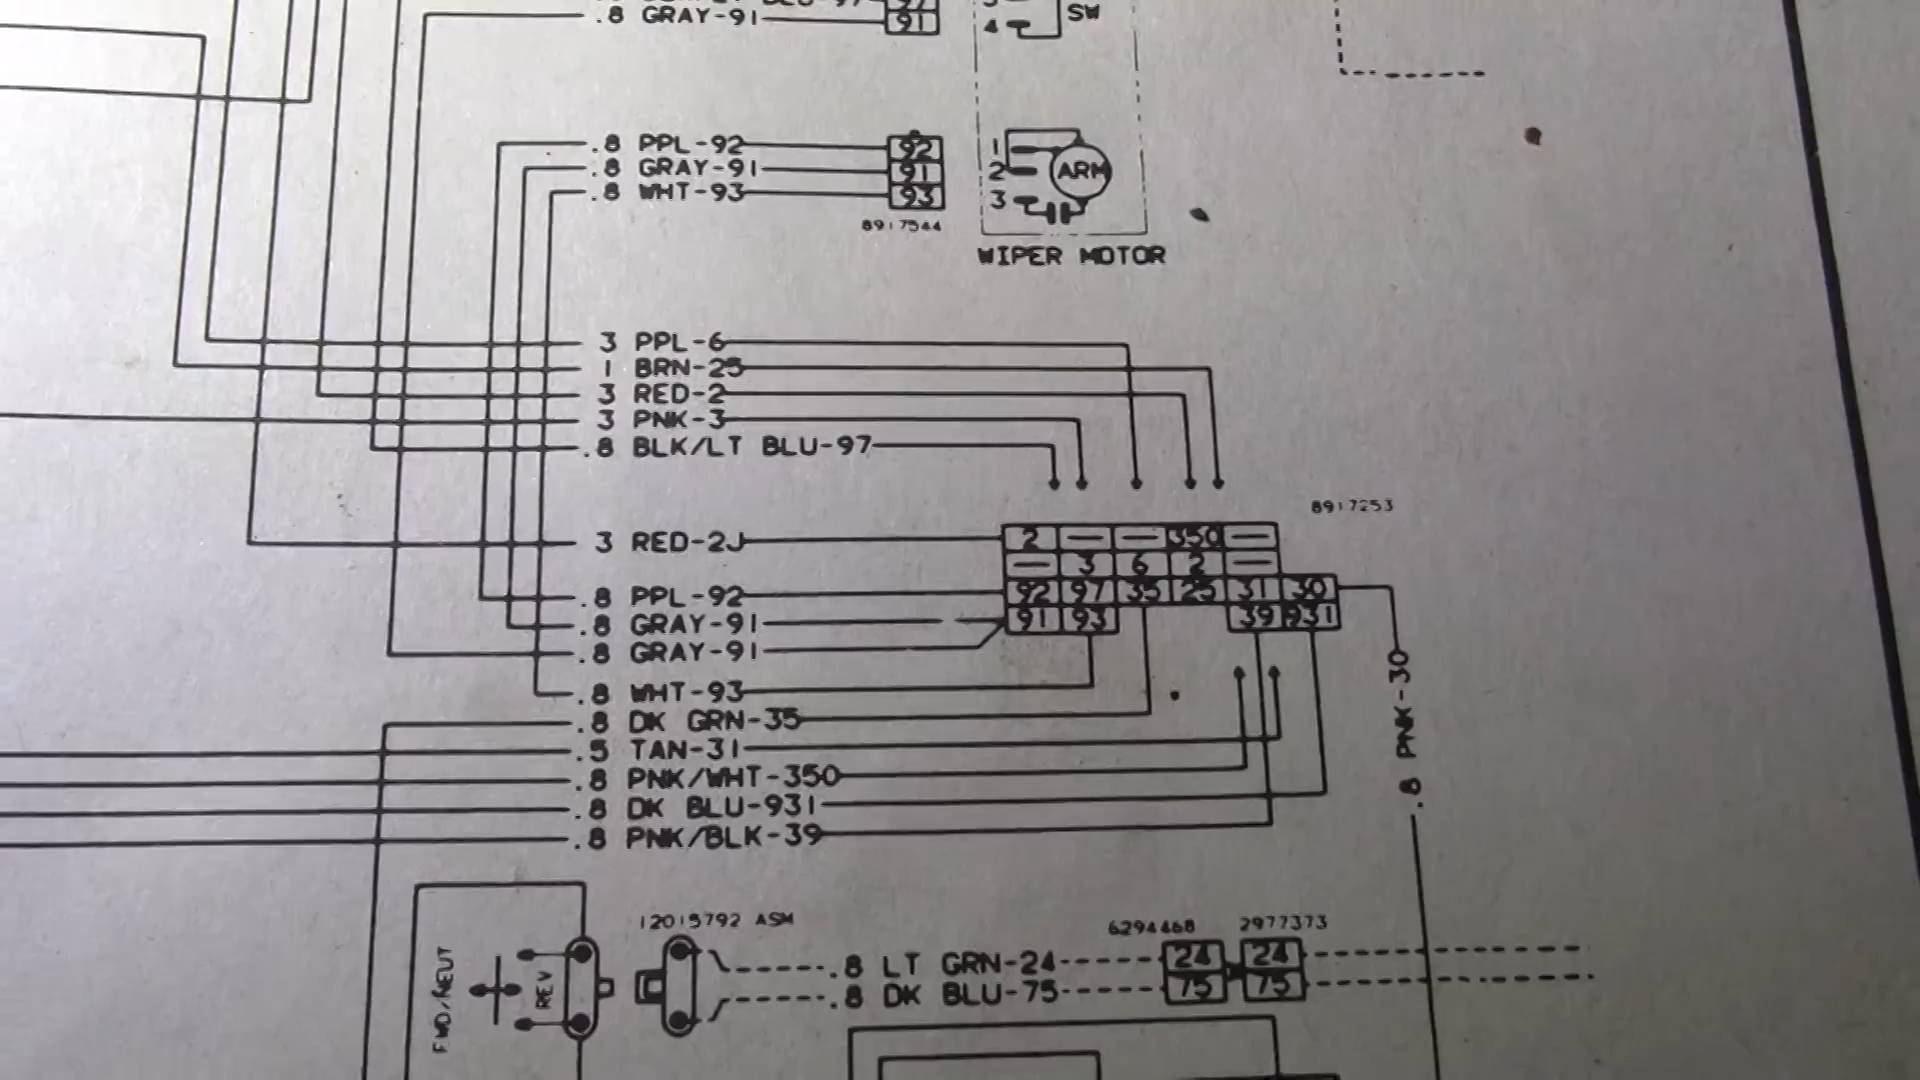 .8 GRAY-91
91
4
SW
.8 PPL-92
92
.8 GRAY-91
91
.8 WHT-93
93
8917544
1
2
3
ARM
WIPER MOTOR
3 PPL-6
1 BRN-25
3 RED-2
3 PNK-3
.8 BLK/LT BLU-97
8917253
3 RED-2J
2 — — 350 —
— 3 6 2 —
.8 PPL-92
92 97 35 25 31 30
.8 GRAY-91
91 93 39 931
.8 GRAY-91
.8 WHT-93
.8 DK GRN-35
.5 TAN-31
.8 PNK/WHT-350
.8 DK BLU-931
.8 PNK/BLK-39
.8 PNK-30
12015792 ASM
6294468
2977373
FWD/NEUT
REV
.8 LT GRN-24
24
24
.8 DK BLU-75
75
75